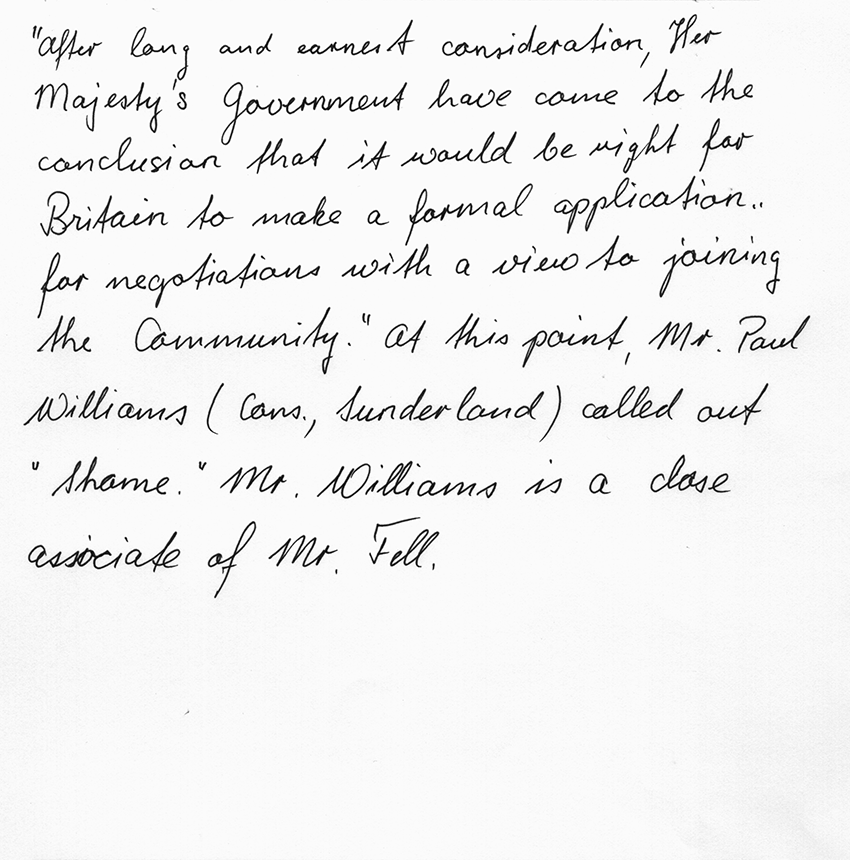 "After long and earnest consideration, Her
Majesty's Government have come to the
conclusion that it would be right for
Britain to make a formal application..
for negotiations with a view to joining
the Community." At this point, Mr. Paul
Williams (Cons., Sunderland) called out
"Shame." Mr. Williams is a close
associate of Mr. Fell.